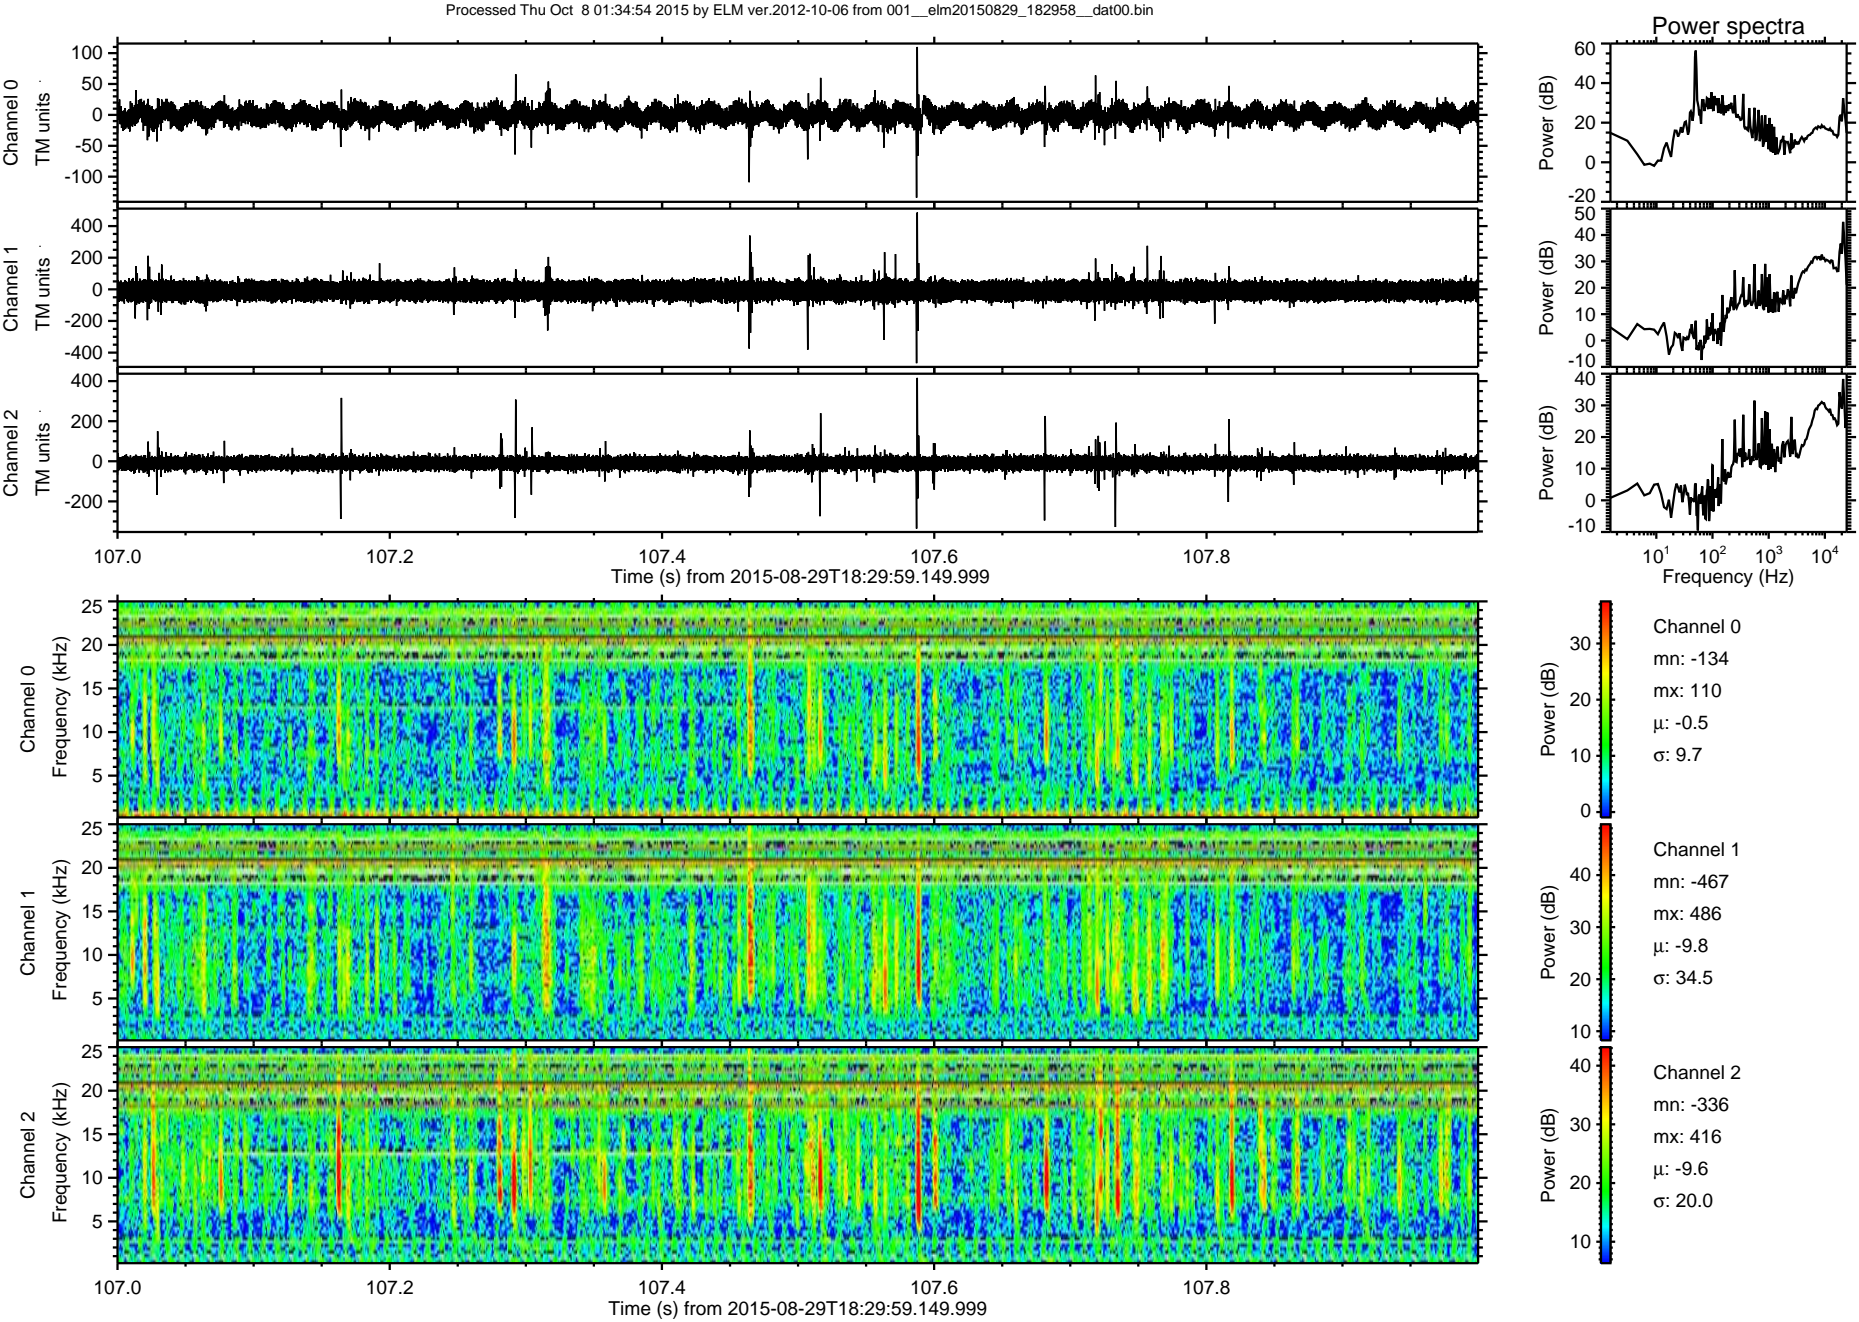 Processed Thu Oct  8 01:34:54 2015 by ELM ver.2012-10-06 from 001__elm20150829_182958__dat00.bin
Power spectra
Channel 0
TM units
100
50
0
-50
-100
Power (dB)
60
40
20
0
-20
Channel 1
TM units
400
200
0
-200
-400
Power (dB)
50
40
30
20
10
0
-10
Channel 2
TM units
400
200
0
-200
Power (dB)
40
30
20
10
0
-10
107.0 107.2 107.4 107.6 107.8
Time (s) from 2015-08-29T18:29:59.149.999
10^1 10^2 10^3 10^4
Frequency (Hz)
Channel 0
Frequency (kHz)
25
20
15
10
5
Power (dB)
30
20
10
0
Channel 0
mn: -134
mx: 110
μ: -0.5
σ: 9.7
Channel 1
Frequency (kHz)
25
20
15
10
5
Power (dB)
40
30
20
10
Channel 1
mn: -467
mx: 486
μ: -9.8
σ: 34.5
Channel 2
Frequency (kHz)
25
20
15
10
5
Power (dB)
40
30
20
10
Channel 2
mn: -336
mx: 416
μ: -9.6
σ: 20.0
107.0 107.2 107.4 107.6 107.8
Time (s) from 2015-08-29T18:29:59.149.999